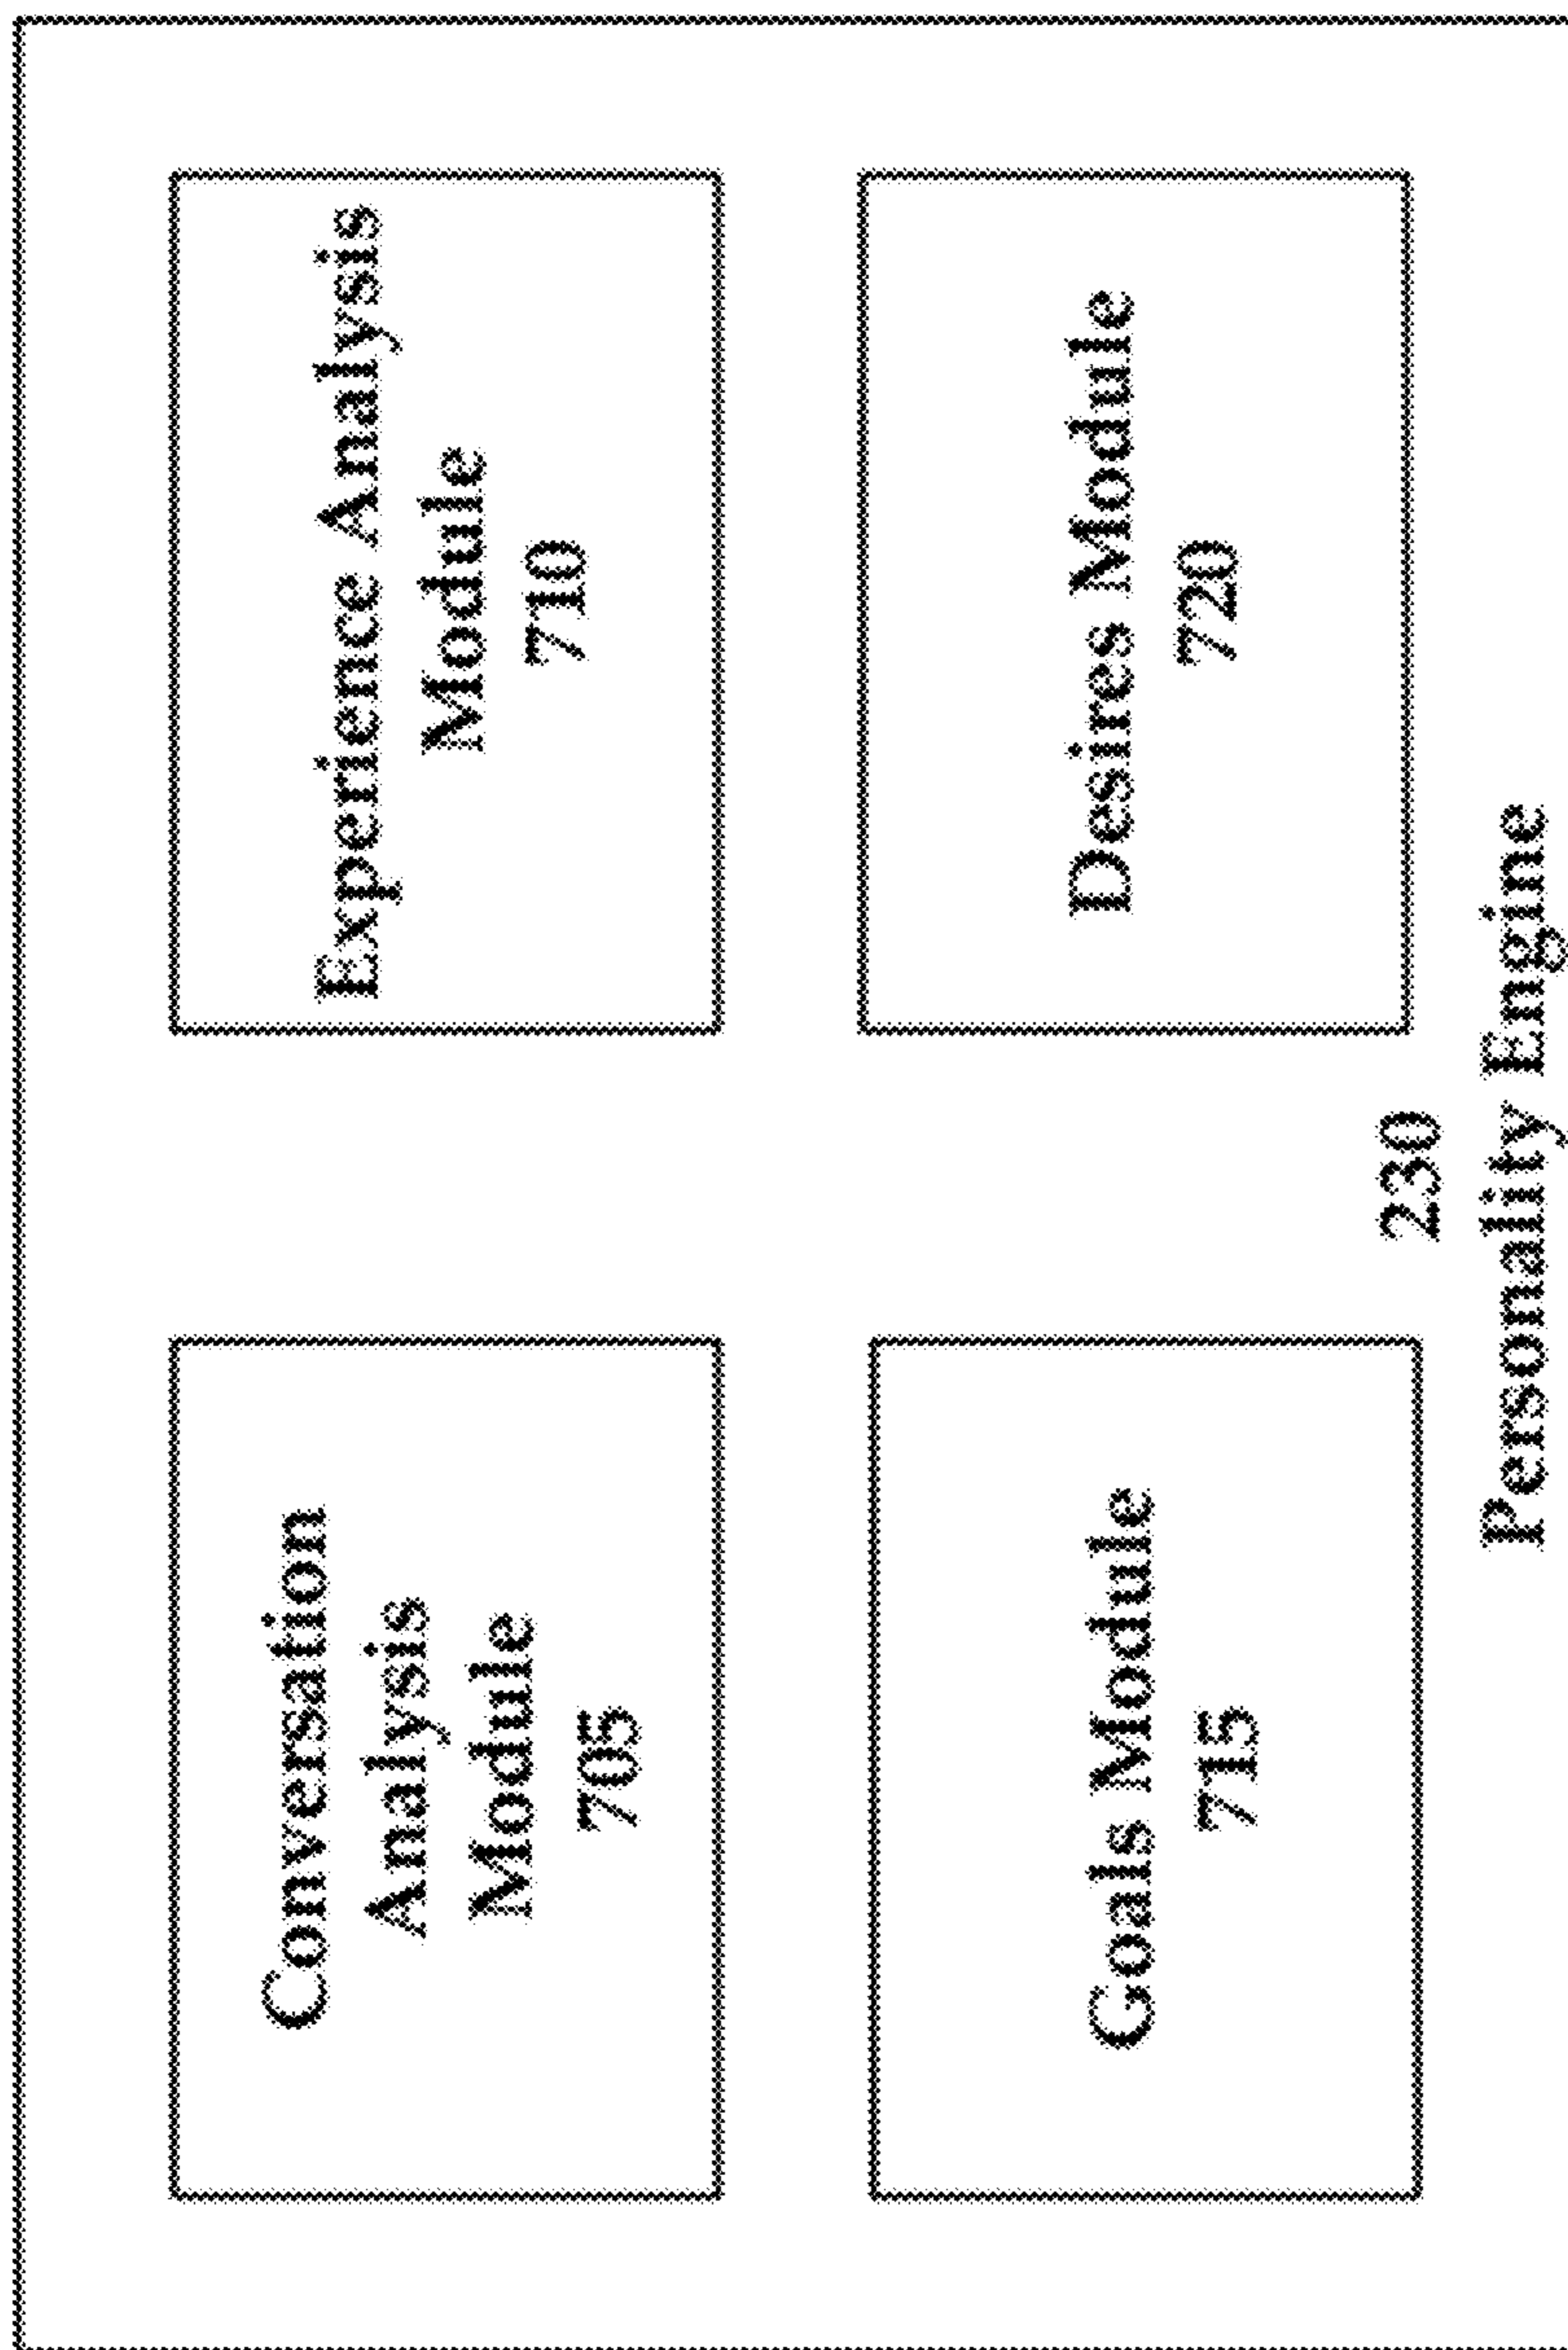 Conversation
Analysis
Module
705
Experience Analysis
Module
710
Goals Module
715
Desires Module
720
230
Personality Engine